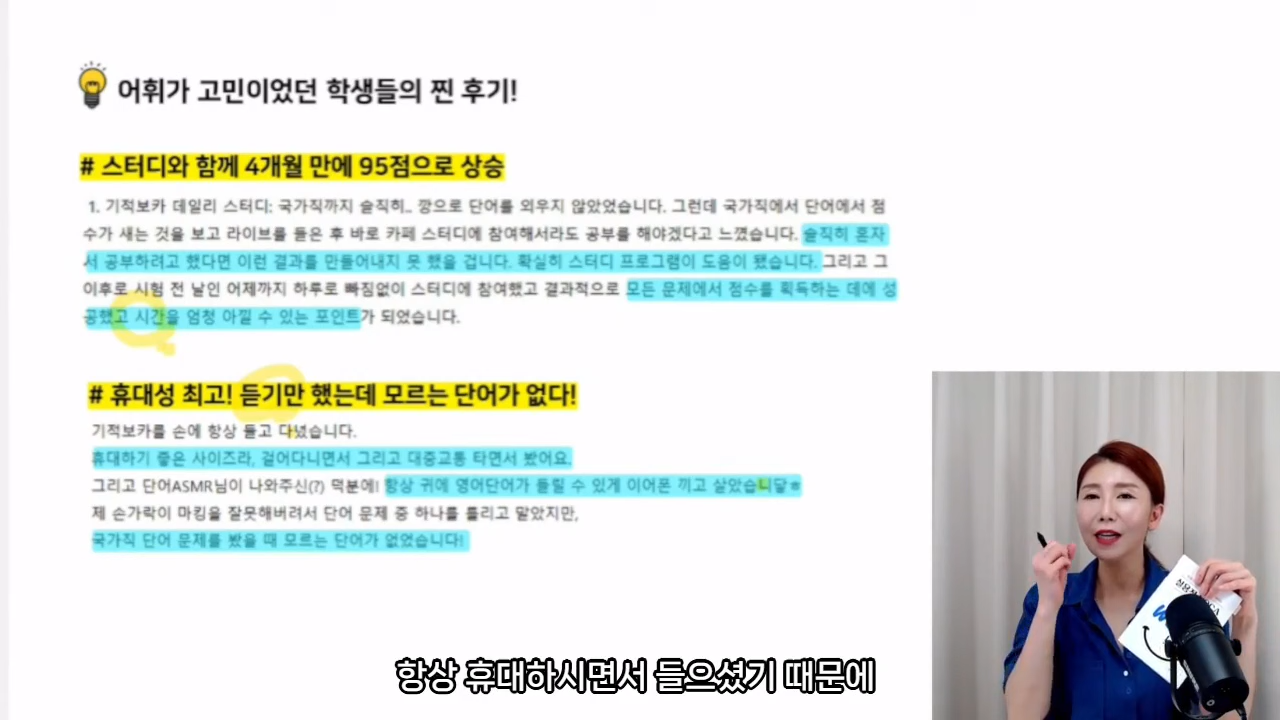 어휘가 고민이었던 학생들의 찐 후기!
# 스터디와 함께 4개월 만에 95점으로 상승
1. 기적보카 데일리 스터디: 국가직까지 솔직히.. 깡으로 단어를 외우지 않았었습니다. 그런데 국가직에서 단어에서 점
수가 새는 것을 보고 라이브를 들은 후 바로 카페 스터디에 참여해서라도 공부를 해야겠다고 느꼈습니다. 솔직히 혼자
서 공부하려고 했다면 이런 결과를 만들어내지 못 했을 겁니다. 확실히 스터디 프로그램이 도움이 됐습니다. 그리고 그
이후로 시험 전 날인 어제까지 하루로 빠짐없이 스터디에 참여했고 결과적으로 모든 문제에서 점수를 획득하는 데에 성
공했고 시간을 엄청 아낄 수 있는 포인트가 되었습니다.
# 휴대성 최고! 듣기만 했는데 모르는 단어가 없다!
기적보카를 손에 항상 들고 다녔습니다.
휴대하기 좋은 사이즈라, 걸어다니면서 그리고 대중교통 타면서 봤어요.
그리고 단어ASMR님이 나와주신(?) 덕분에! 항상 귀에 영어단어가 들릴 수 있게 이어폰 끼고 살았습니닿ㅎ
제 손가락이 마킹을 잘못해버려서 단어 문제 중 하나를 틀리고 말았지만,
국가직 단어 문제를 봤을 때 모르는 단어가 없었습니다!
항상 휴대하시면서 들으셨기 때문에